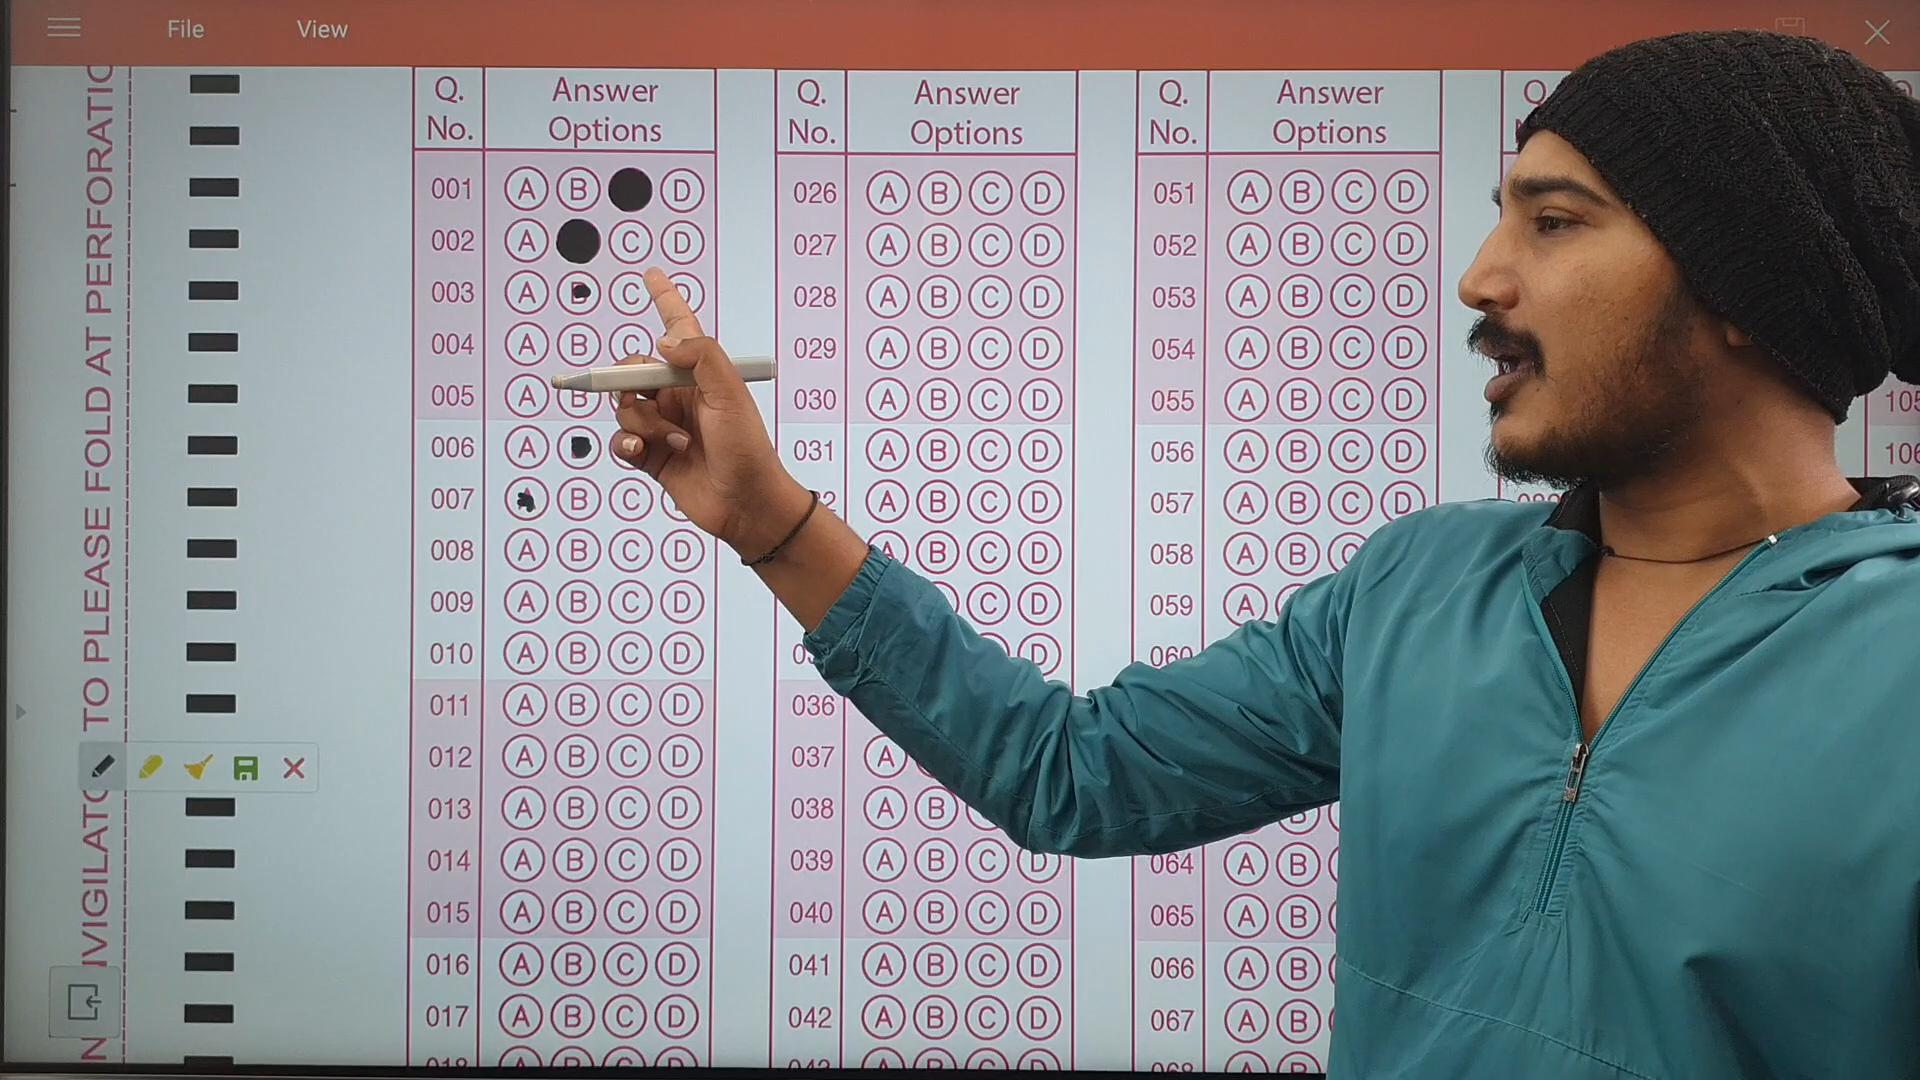 File View
N INVIGILATO TO PLEASE FOLD AT PERFORATIO
Q. No. Answer Options
001 A B D
002 A C D
003 A C
004 A B C
005 A B
006 A
007 B C
008 A B C D
009 A B C D
010 A B C D
011 A B C D
012 A B C D
013 A B C D
014 A B C D
015 A B C D
016 A B C D
017 A B C D
Q. No. Answer Options
026 A B C D
027 A B C D
028 A B C D
029 A B C D
030 A B C D
031 A B C D
A B C D
A B C D
C D
D
036
037 A
038 A B
039 A B C D
040 A B C D
041 A B C D
042 A B C D
Q. No. Answer Options
051 A B C D
052 A B C D
053 A B C D
054 A B C D
055 A B C D
056 A B C D
057 A B C D
058 A B
059 A
060
064 A B
065 A B
066 A B
067 A B
105
106